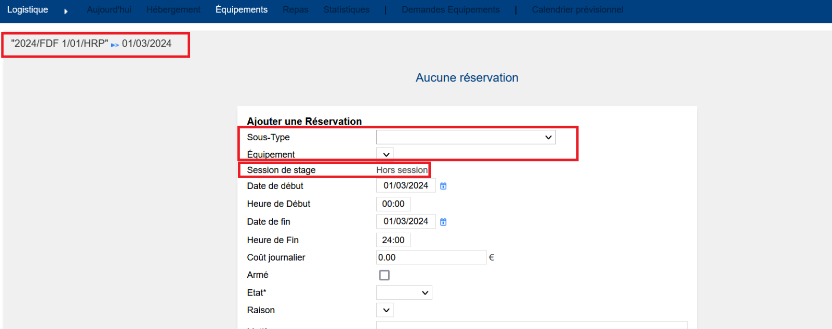 Logistique Aujourd'hui Hébergement Équipements Repas Statistiques | Demandes Equipements | Calendrier prévisionnel
"2024/FDF 1/01/HRP" 01/03/2024
Aucune réservation
Ajouter une Réservation
Sous-Type
Équipement
Session de stage Hors session
Date de début 01/03/2024
Heure de Début 00:00
Date de fin 01/03/2024
Heure de Fin 24:00
Coût journalier 0.00 €
Armé
Etat*
Raison